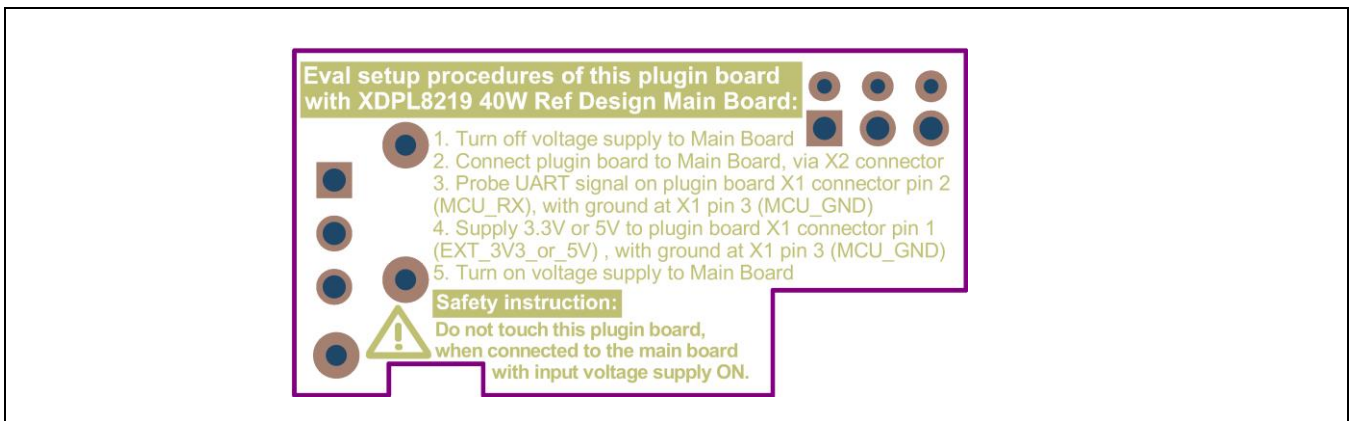 Eval setup procedures of this plugin board
with XDPL8219 40W Ref Design Main Board:
1. Turn off voltage supply to Main Board
2. Connect plugin board to Main Board, via X2 connector
3. Probe UART signal on plugin board X1 connector pin 2
(MCU_RX), with ground at X1 pin 3 (MCU_GND)
4. Supply 3.3V or 5V to plugin board X1 connector pin 1
(EXT_3V3_or_5V) , with ground at X1 pin 3 (MCU_GND)
5. Turn on voltage supply to Main Board
Safety instruction:
Do not touch this plugin board,
when connected to the main board
with input voltage supply ON.